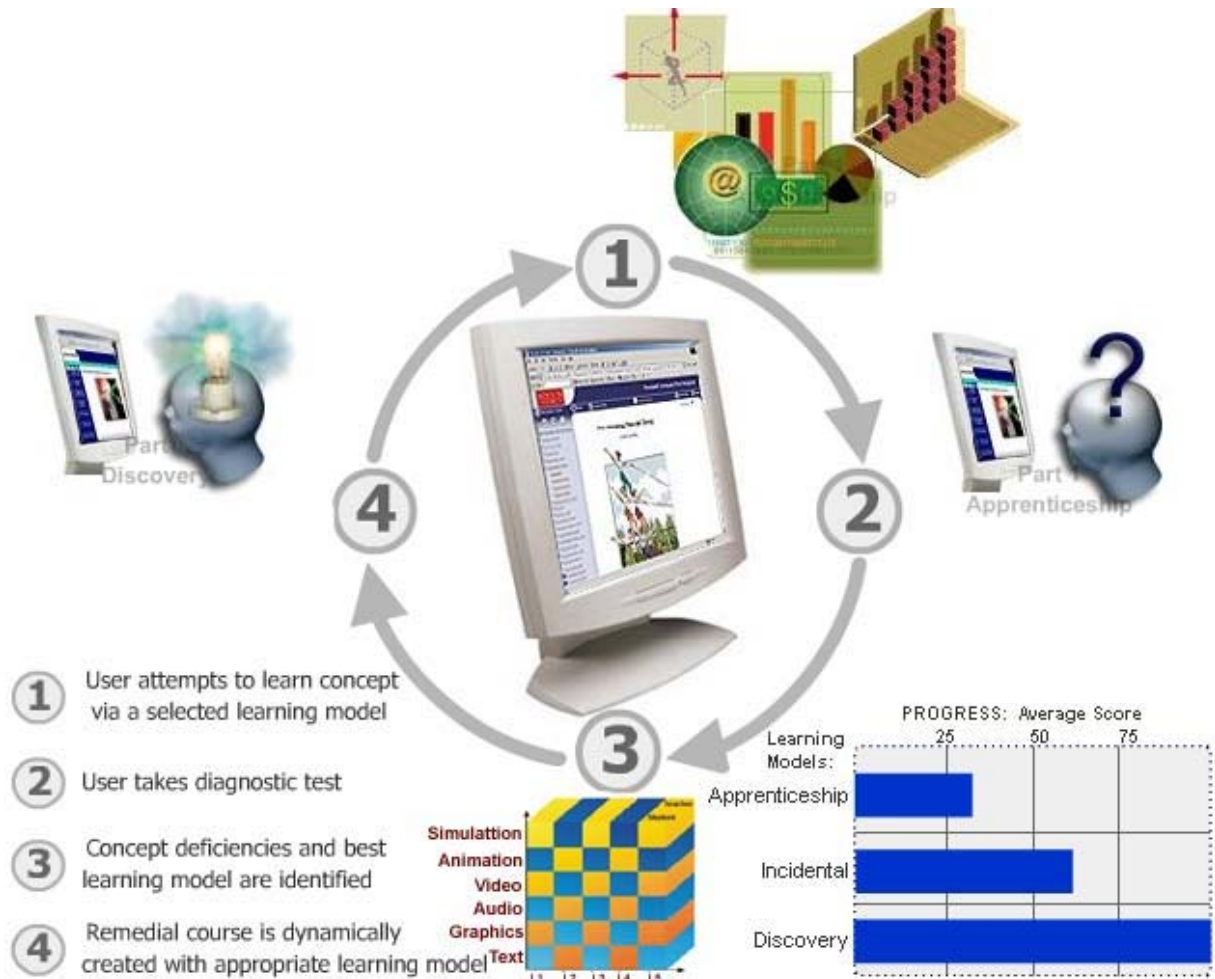 1
Part
Discovery
4
2
Part 1
Apprenticeship
3
1 User attempts to learn concept
via a selected learning model
2 User takes diagnostic test
3 Concept deficiencies and best
learning model are identified
4 Remedial course is dynamically
created with appropriate learning model
Simulattion
Animation
Video
Audio
Graphics
Text
PROGRESS: Average Score
25 50 75
Learning
Models:
Apprenticeship
Incidental
Discovery